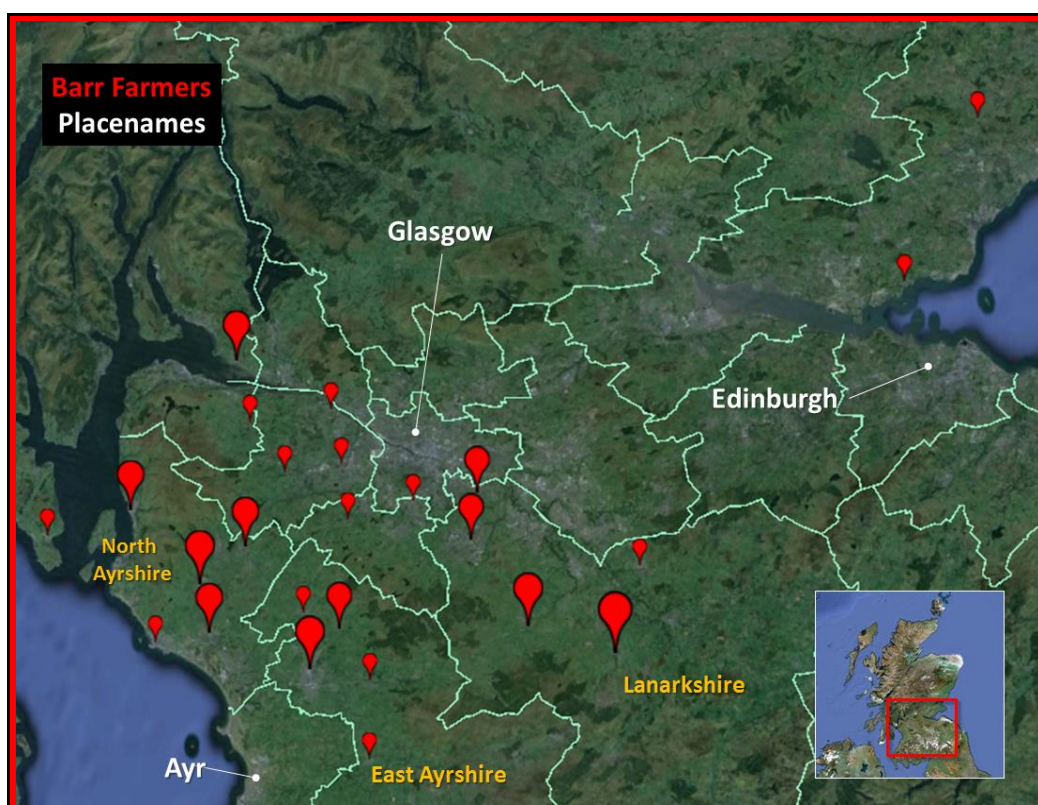 Barr Farmers
Placenames
Glasgow
Edinburgh
North
Ayrshire
Lanarkshire
Ayr
East Ayrshire